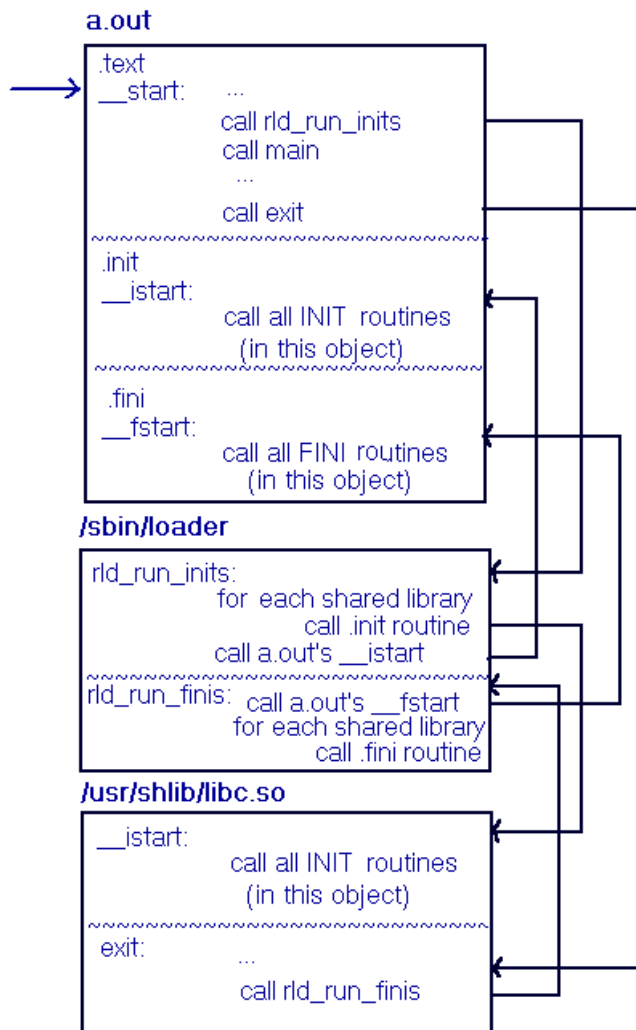 a.out
.text
__start: ...
call rld_run_inits
call main
...
call exit
~~~~~~~~~~~~~~~~~~~~~~~~~~~
.init
__istart:
call all INIT routines
(in this object)
~~~~~~~~~~~~~~~~~~~~~~~~~~~
.fini
__fstart:
call all FINI routines
(in this object)
/sbin/loader
rld_run_inits:
for each shared library
call .init routine
call a.out's __istart
~~~~~~~~~~~~~~~~~~~~~~~~~~~
rld_run_finis: call a.out's __fstart
for each shared library
call .fini routine
/usr/shlib/libc.so
__istart:
call all INIT routines
(in this object)
~~~~~~~~~~~~~~~~~~~~~~~~~~~
exit: ...
call rld_run_finis